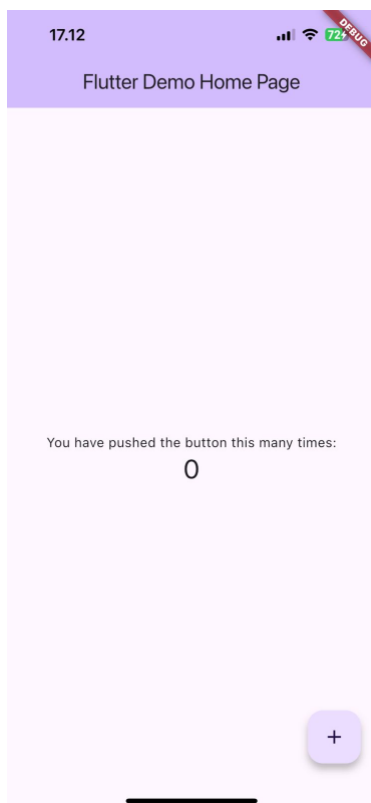 17.12
72
DEBUG
Flutter Demo Home Page
You have pushed the button this many times:
0
+